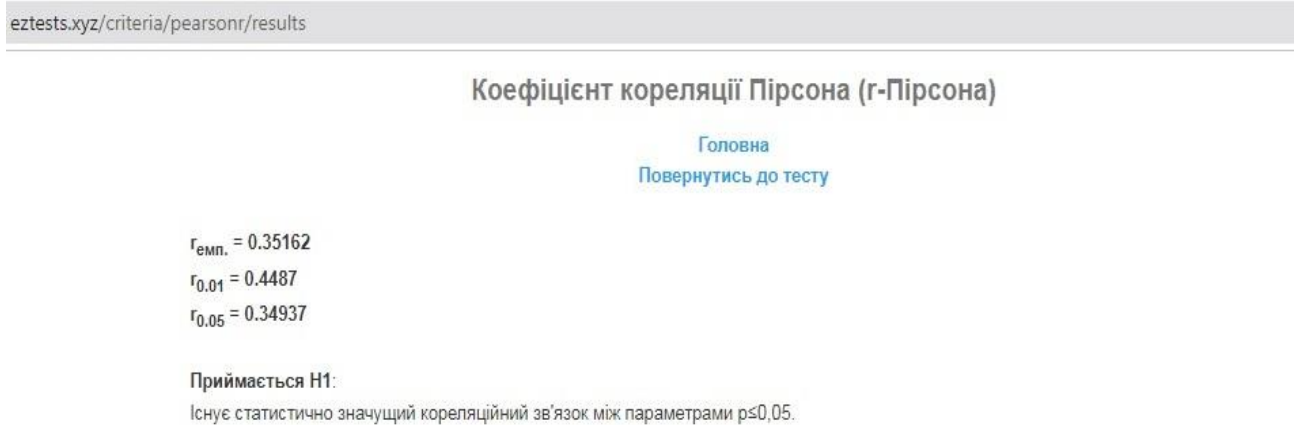 eztests.xyz/criteria/pearsonr/results
Коефіцієнт кореляції Пірсона (r-Пірсона)
Головна
Повернутись до тесту
rемп. = 0.35162
r0.01 = 0.4487
r0.05 = 0.34937
Приймається H1:
Існує статистично значущий кореляційний зв'язок між параметрами p≤0,05.